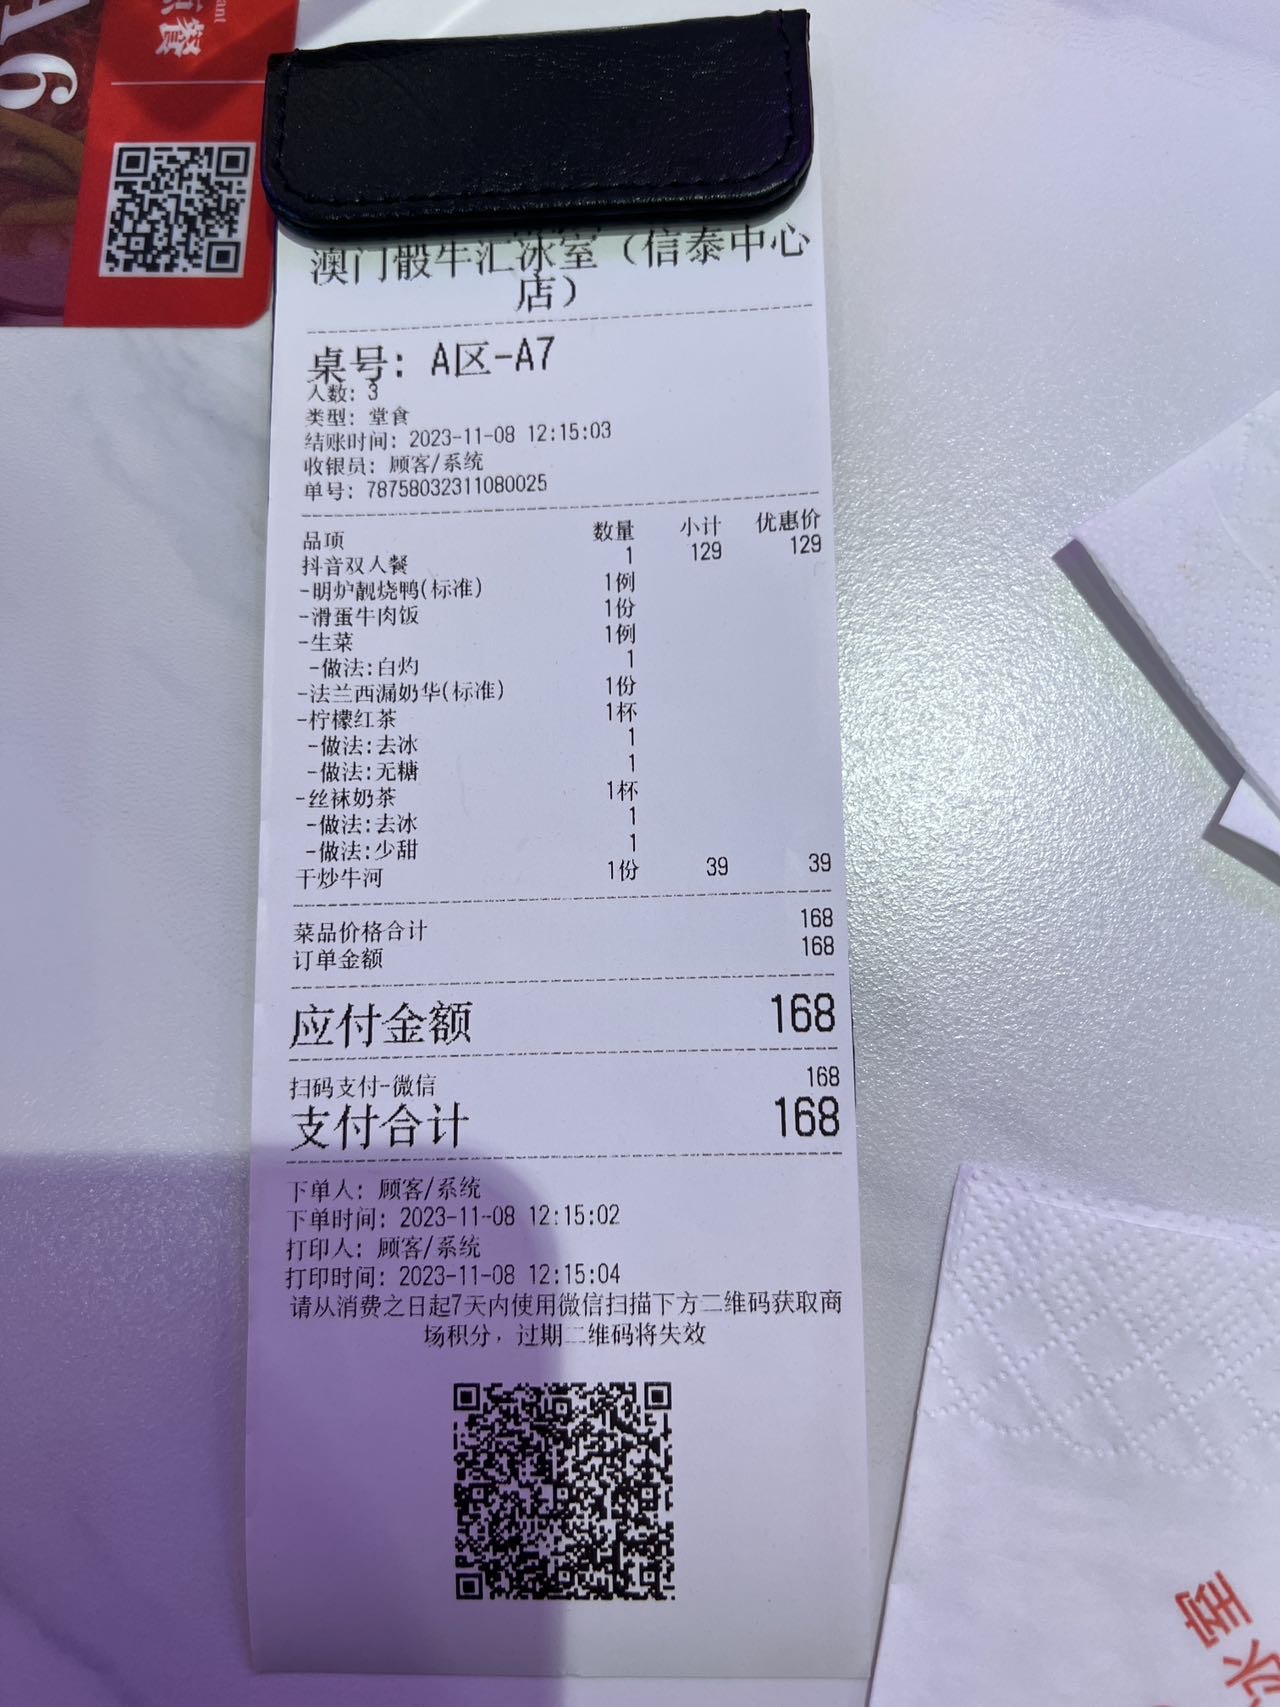 餐
A6
澳门骰牛汇冰室（信泰中心
店）
桌号: A区-A7
人数: 3
类型: 堂食
结账时间: 2023-11-08 12:15:03
收银员: 顾客/系统
单号: 78758032311080025
品项 数量 小计 优惠价
抖音双人餐 1 129 129
-明炉靓烧鸭(标准) 1例
-滑蛋牛肉饭 1份
-生菜 1例
-做法:白灼 1
-法兰西漏奶华(标准) 1份
-柠檬红茶 1杯
-做法:去冰 1
-做法:无糖 1
-丝袜奶茶 1杯
-做法:去冰 1
-做法:少甜 1
干炒牛河 1份 39 39
菜品价格合计 168
订单金额 168
应付金额 168
扫码支付-微信 168
支付合计 168
下单人: 顾客/系统
下单时间: 2023-11-08 12:15:02
打印人: 顾客/系统
打印时间: 2023-11-08 12:15:04
请从消费之日起7天内使用微信扫描下方二维码获取商
场积分，过期二维码将失效
冰室